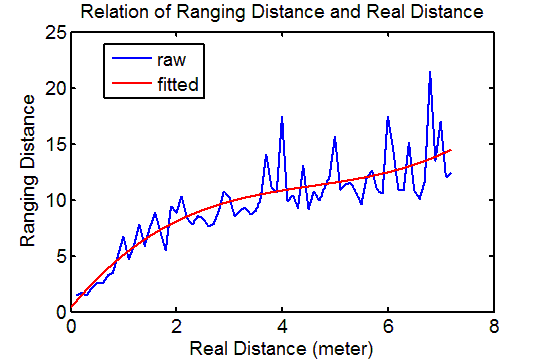 Relation of Ranging Distance and Real Distance
raw
fitted
Ranging Distance
25
20
15
10
5
0
0 2 4 6 8
Real Distance (meter)